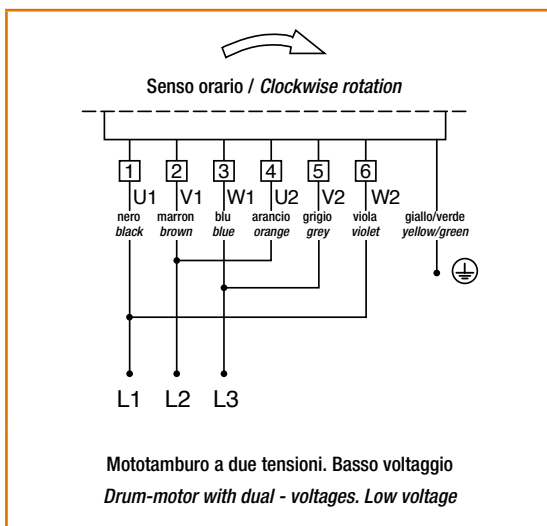 Senso orario / Clockwise rotation
1 2 3 4 5 6
U1 V1 W1 U2 V2 W2
nero marron blu arancio grigio viola giallo/verde
black brown blue orange grey violet yellow/green
L1 L2 L3
Mototamburo a due tensioni. Basso voltaggio
Drum-motor with dual - voltages. Low voltage